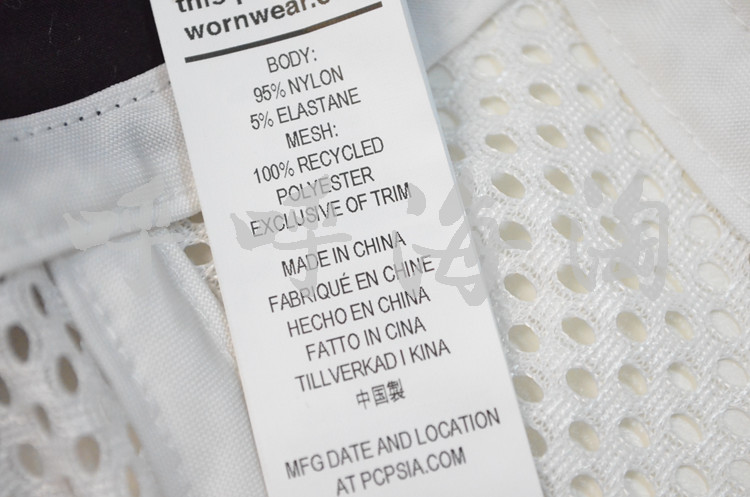 this p
wornwear.c
BODY:
95% NYLON
5% ELASTANE
MESH:
100% RECYCLED
POLYESTER
EXCLUSIVE OF TRIM
MADE IN CHINA
FABRIQUÉ EN CHINE
HECHO EN CHINA
FATTO IN CINA
TILLVERKAD I KINA
中国製
MFG DATE AND LOCATION
AT PCPSIA.COM